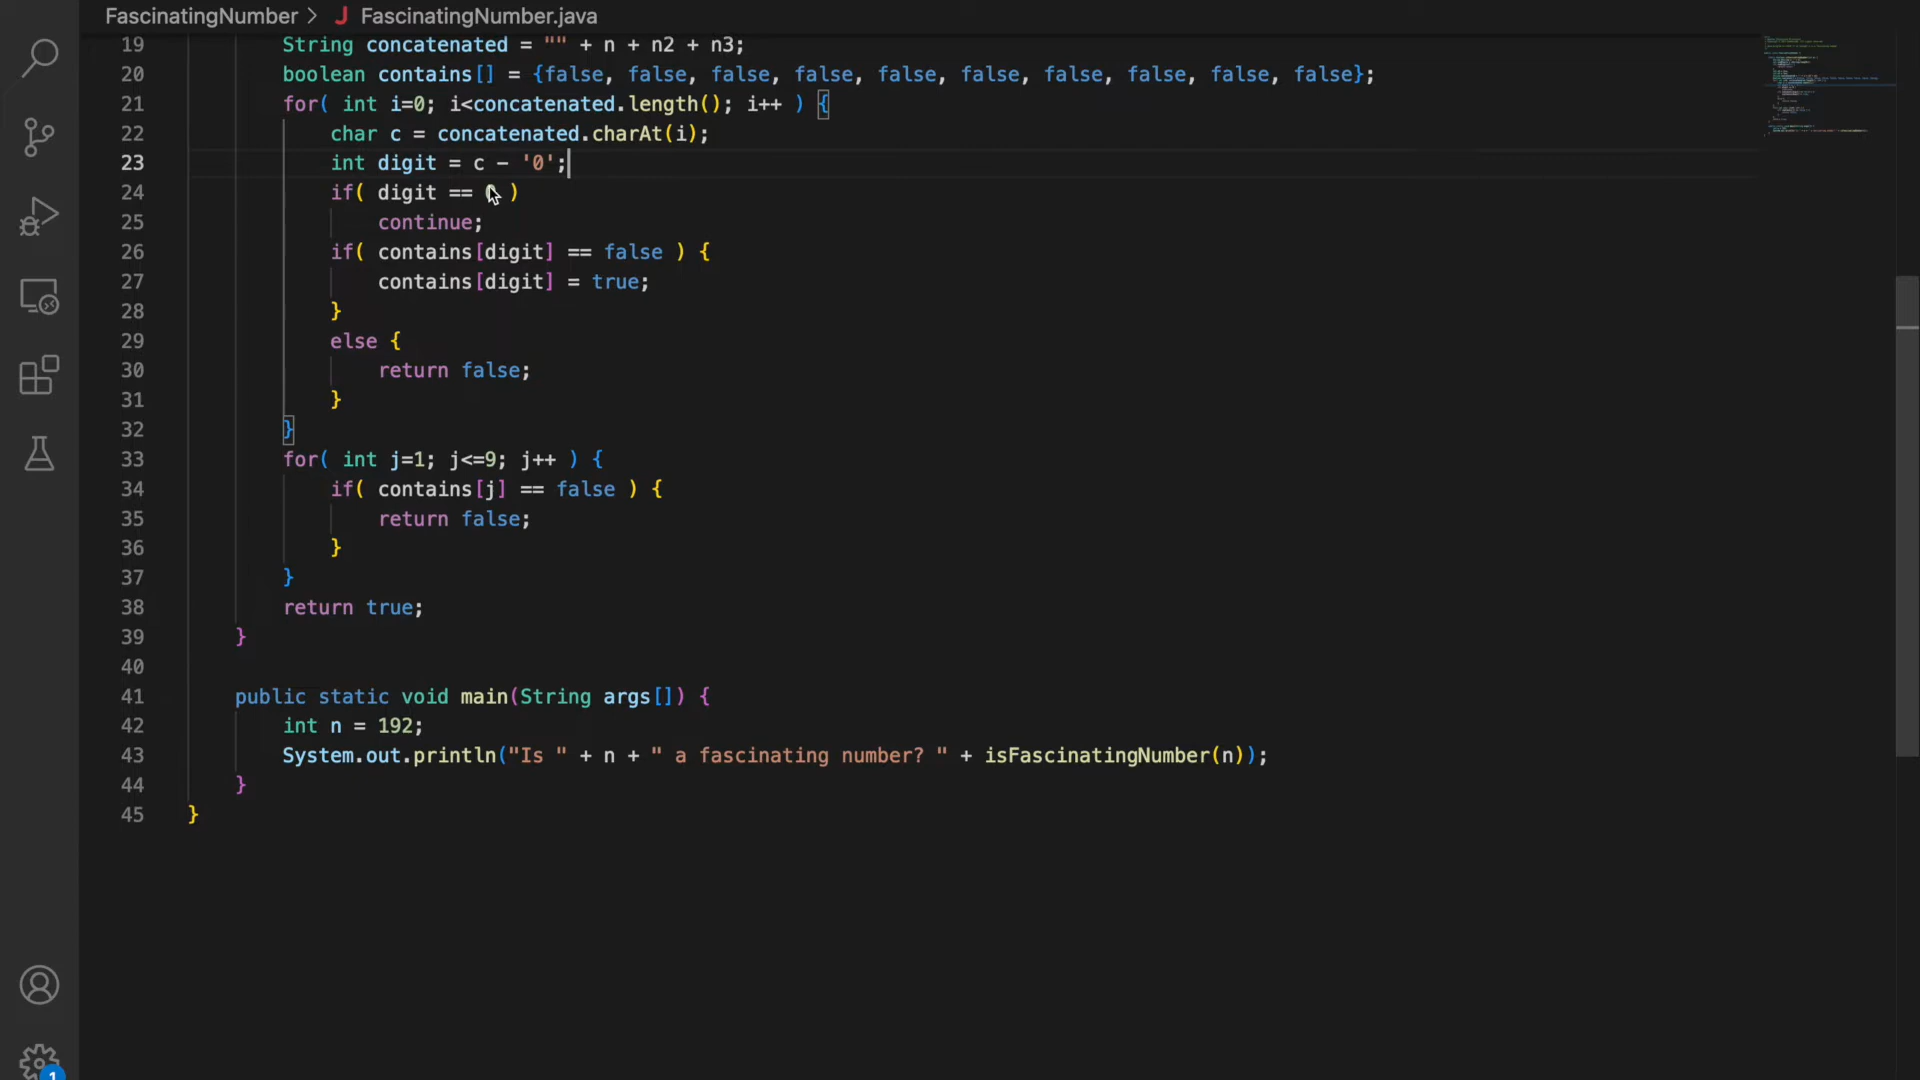 FascinatingNumber > J FascinatingNumber.java
19 String concatenated = "" + n + n2 + n3;
20 boolean contains[] = {false, false, false, false, false, false, false, false, false, false};
21 for( int i=0; i<concatenated.length(); i++ ) {
22 char c = concatenated.charAt(i);
23 int digit = c - '0';
24 if( digit == )
25 continue;
26 if( contains[digit] == false ) {
27 contains[digit] = true;
28 }
29 else {
30 return false;
31 }
32 }
33 for( int j=1; j<=9; j++ ) {
34 if( contains[j] == false ) {
35 return false;
36 }
37 }
38 return true;
39 }
40
41 public static void main(String args[]) {
42 int n = 192;
43 System.out.println("Is " + n + " a fascinating number? " + isFascinatingNumber(n));
44 }
45 }
1